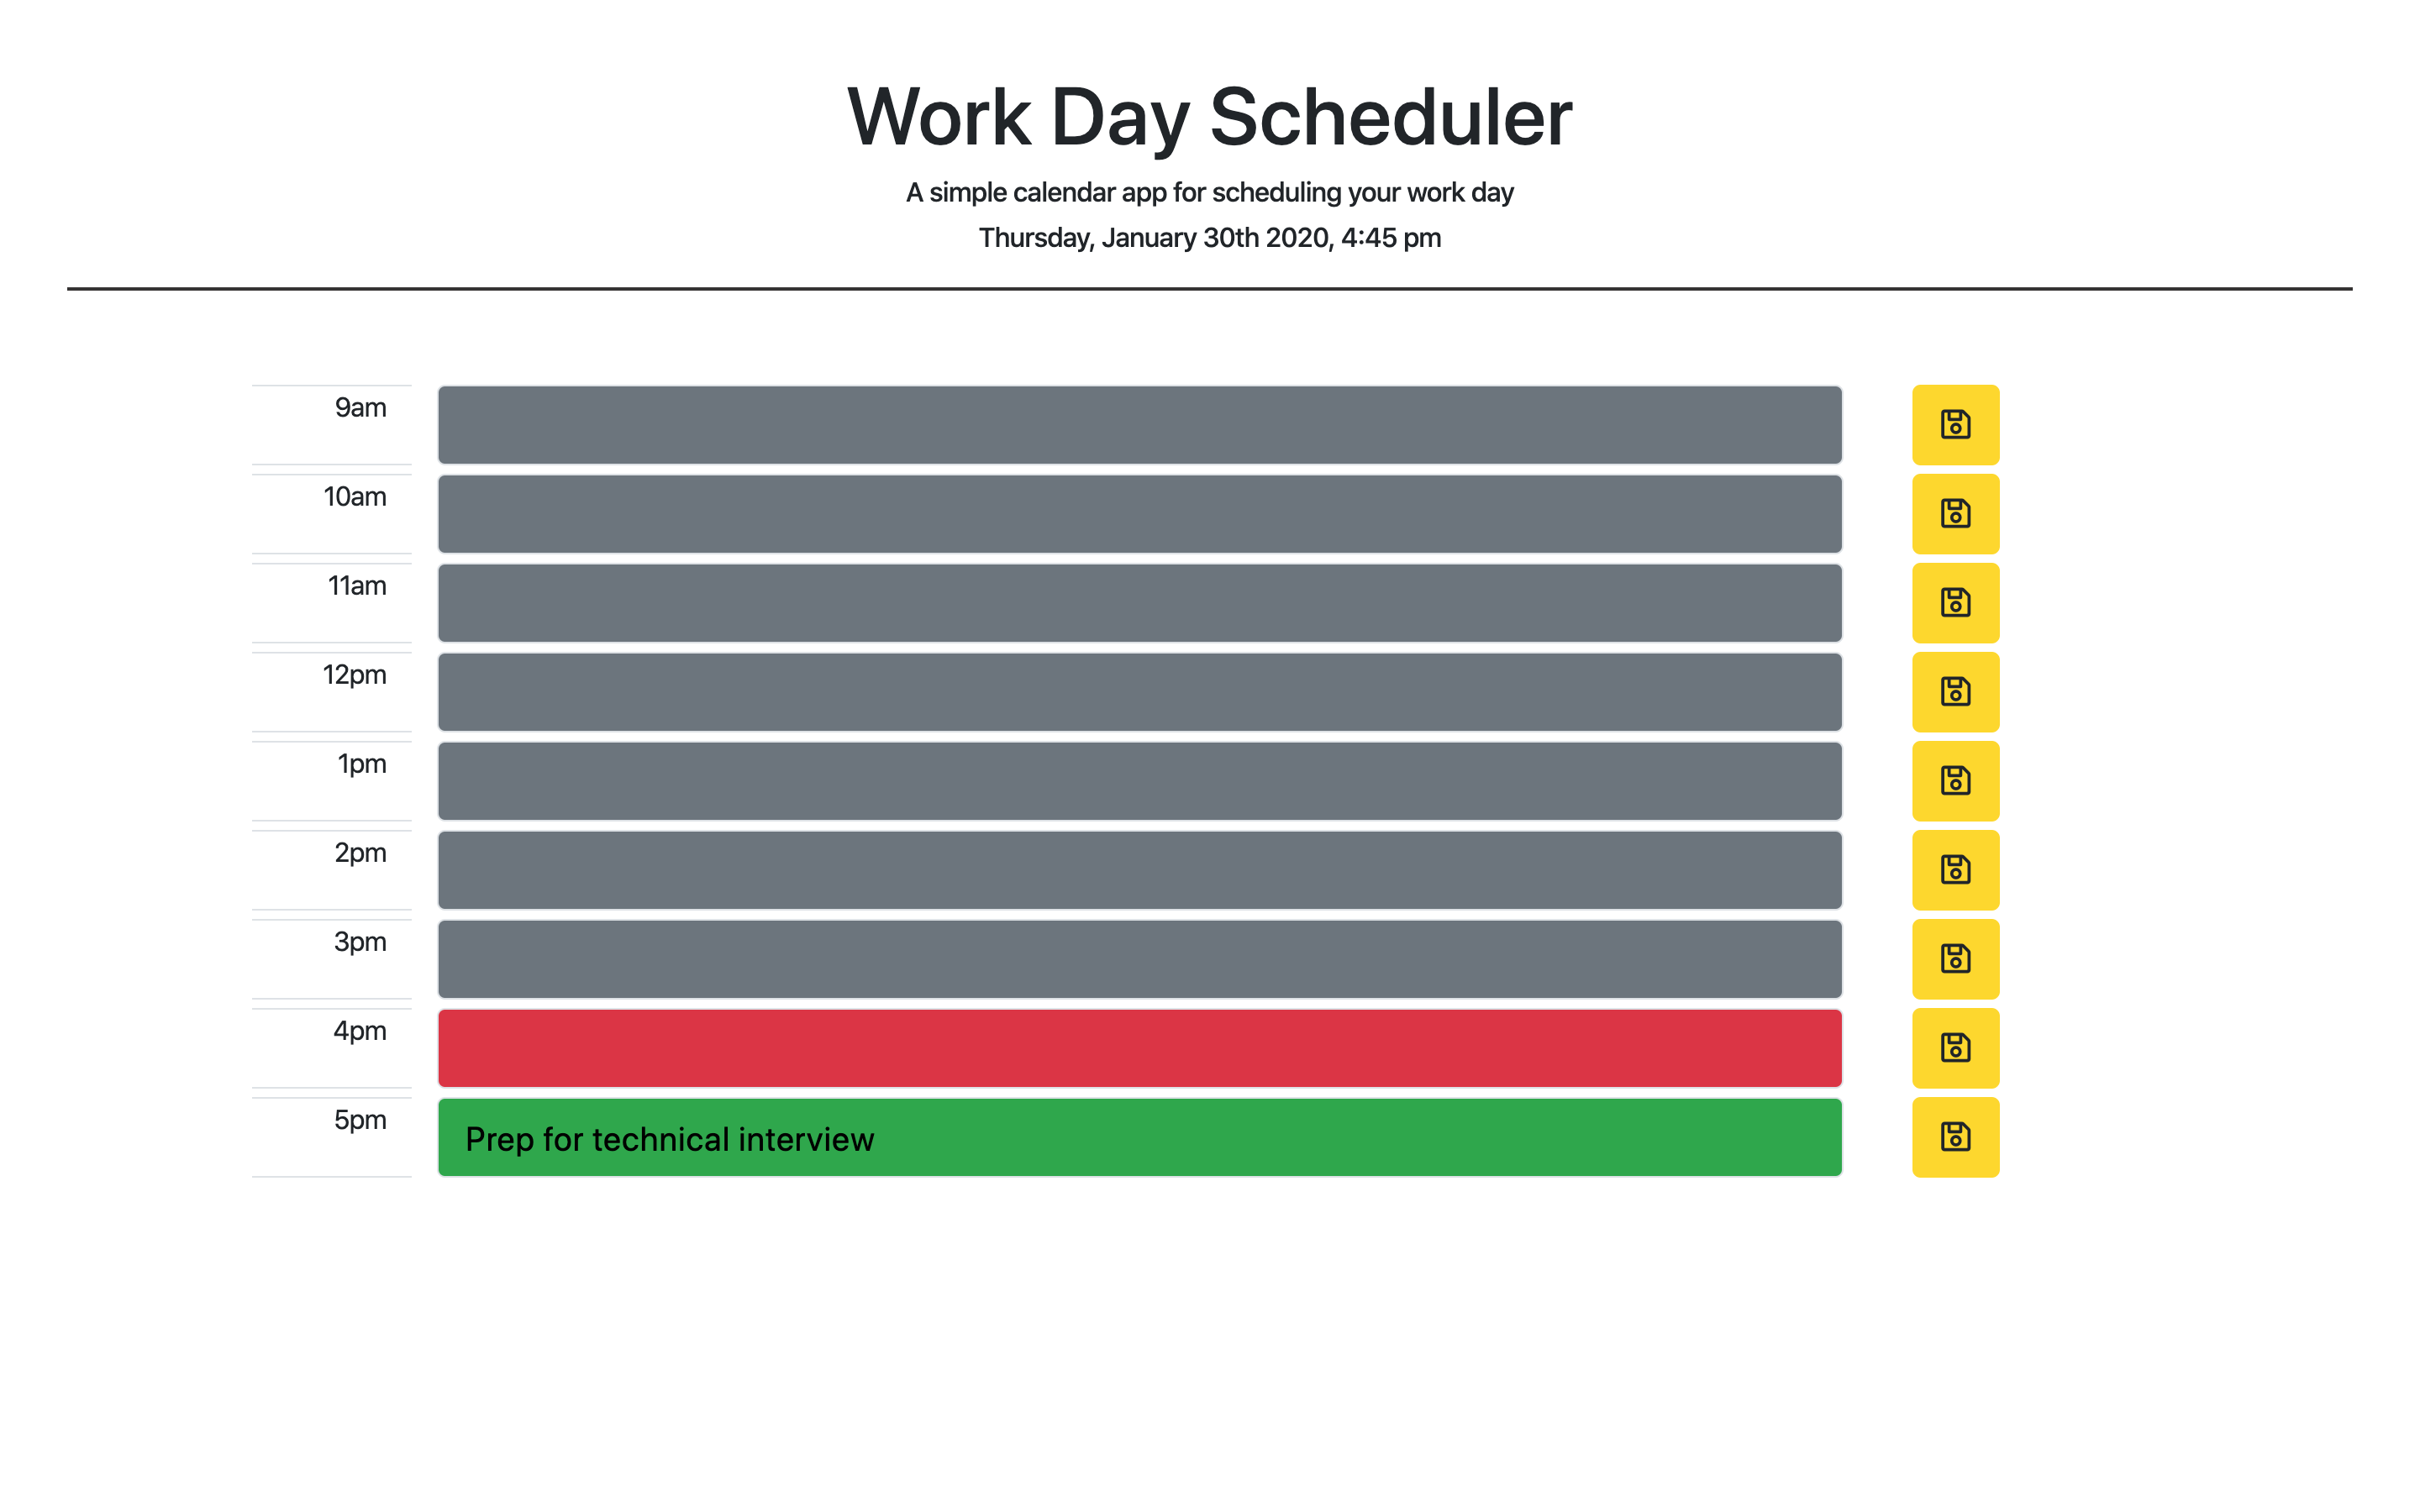 Work Day Scheduler
A simple calendar app for scheduling your work day
Thursday, January 30th 2020, 4:45 pm
9am
10am
11am
12pm
1pm
2pm
3pm
4pm
5pm Prep for technical interview